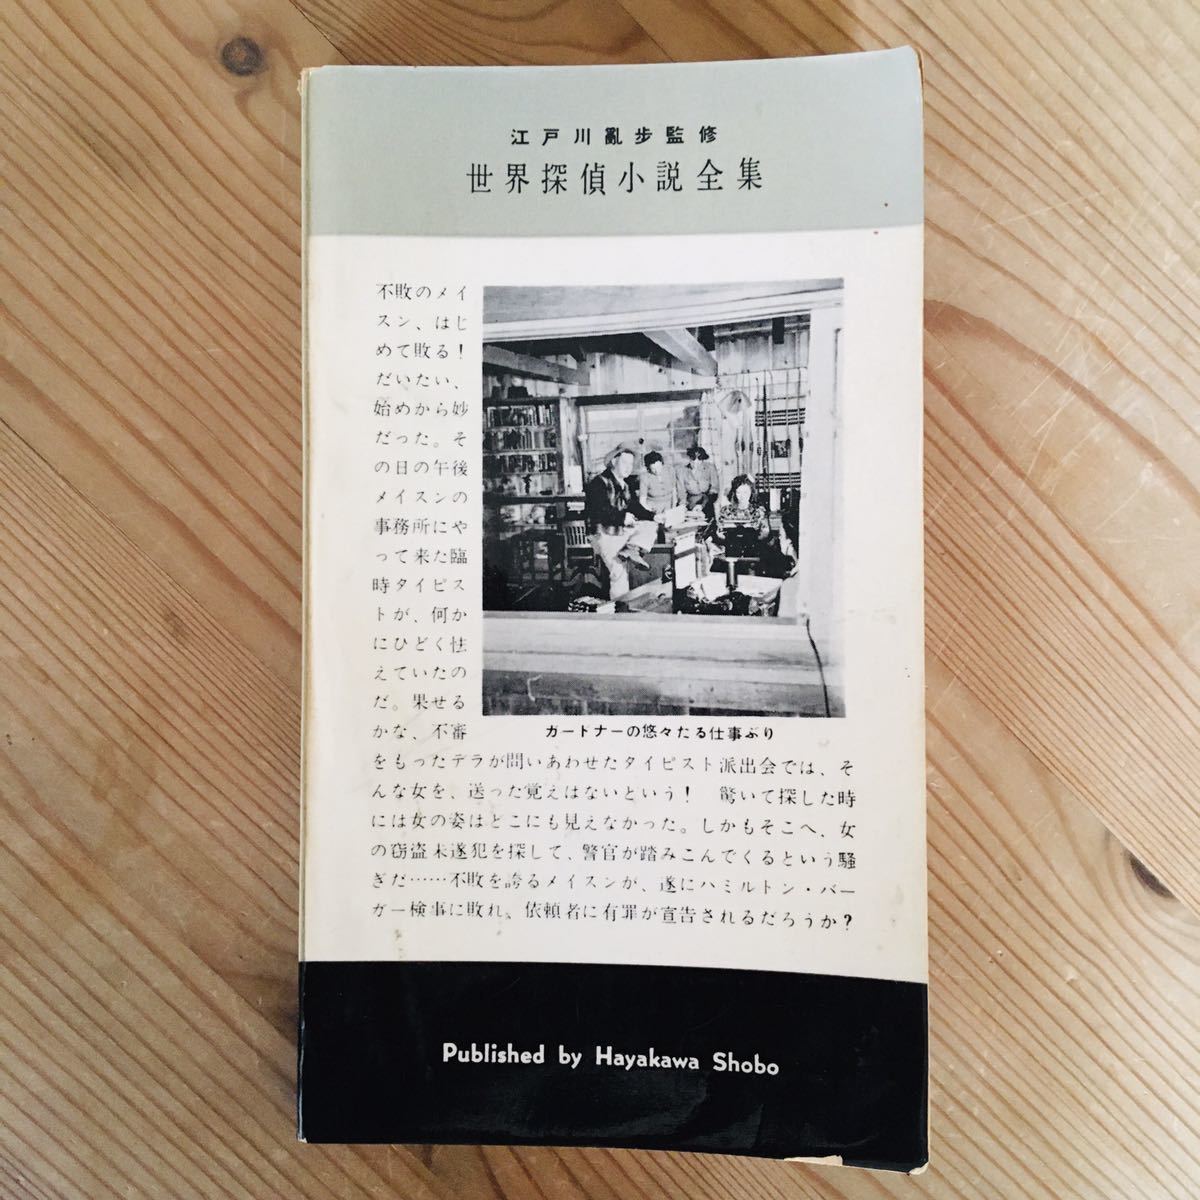 江戸川亂歩監修
世界探偵小説全集
不敗のメイ
スン、はじ
めて敗る！
だいたい、
始めから妙
だった。そ
の日の午後
メイスンの
事務所にや
って来た臨
時タイピス
トが、何か
にひどく怯
えていたの
だ。果せる
かな、不審
ガードナーの悠々たる仕事ぶり
をもったデラが問いあわせたタイピスト派出会では、そ
んな女を、送った覚えはないという！　驚いて探した時
には女の姿はどこにも見えなかった。しかもそこへ、女
の窃盗未遂犯を探して、警官が踏みこんでくるという騒
ぎだ……不敗を誇るメイスンが、遂にハミルトン・バー
ガー検事に敗れ、依頼者に有罪が宣告されるだろうか？
Published by Hayakawa Shobo